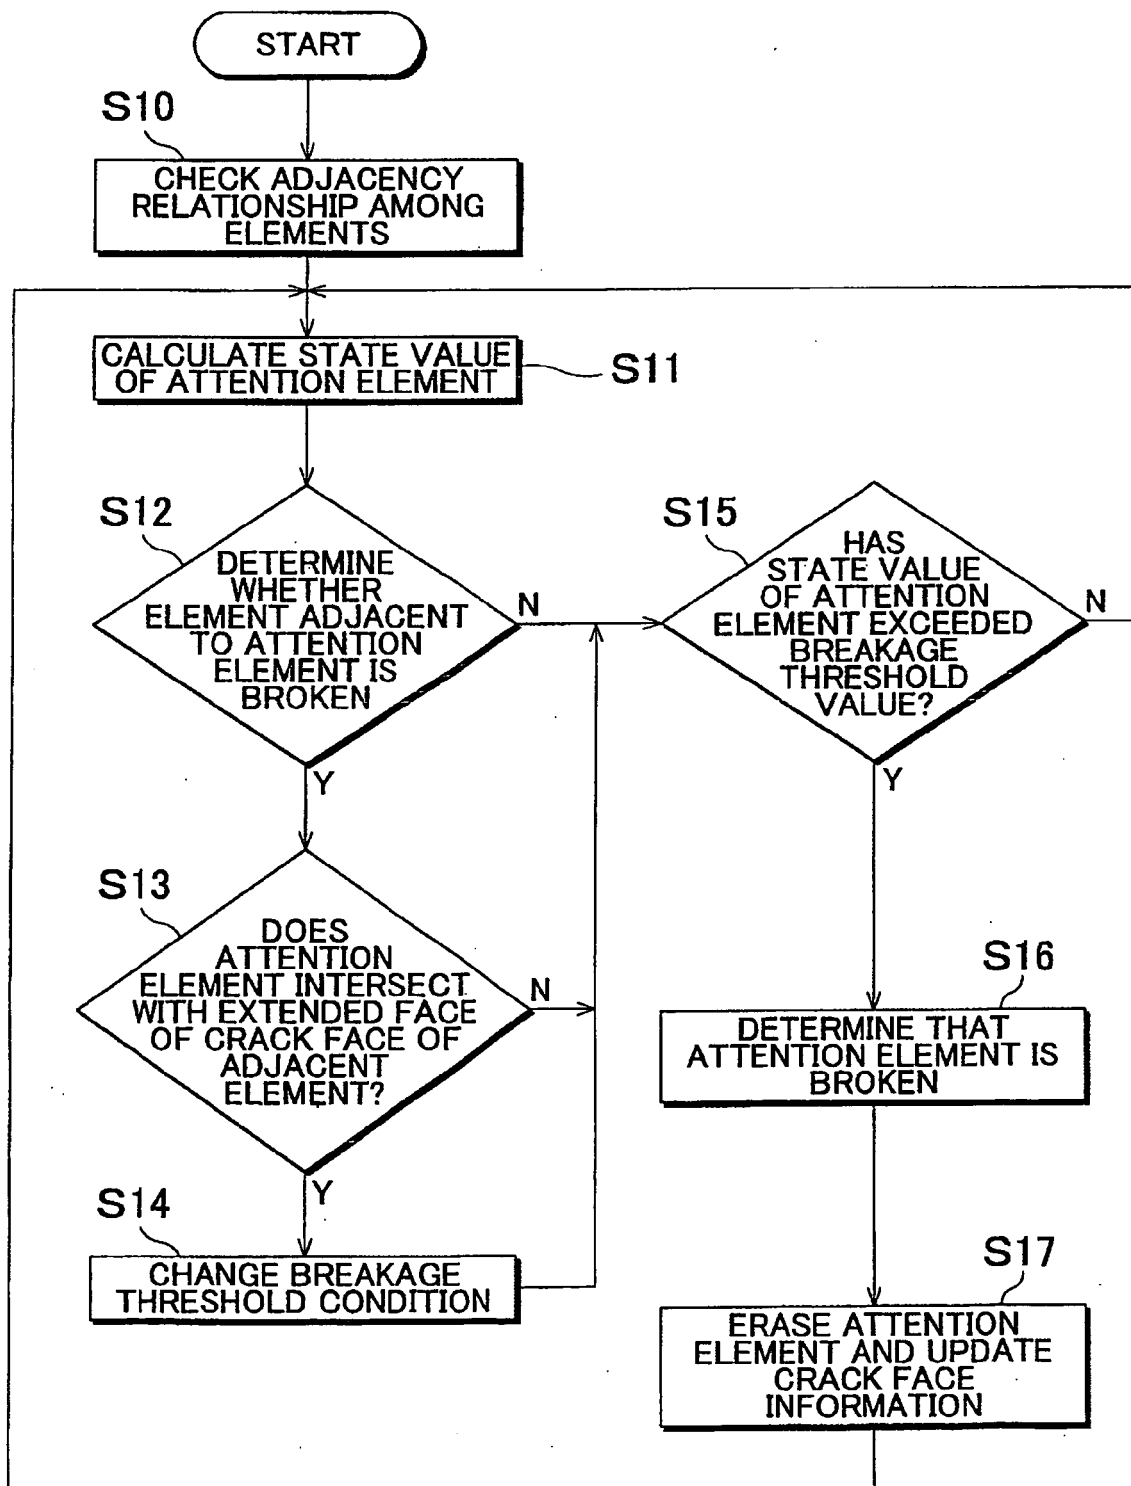 START
S10
CHECK ADJACENCY
RELATIONSHIP AMONG
ELEMENTS
CALCULATE STATE VALUE
OF ATTENTION ELEMENT
S11
S12
DETERMINE
WHETHER
ELEMENT ADJACENT
TO ATTENTION
ELEMENT IS
BROKEN
N
Y
S13
DOES
ATTENTION
ELEMENT INTERSECT
WITH EXTENDED FACE
OF CRACK FACE OF
ADJACENT
ELEMENT?
N
Y
S14
CHANGE BREAKAGE
THRESHOLD CONDITION
S15
HAS
STATE VALUE
OF ATTENTION
ELEMENT EXCEEDED
BREAKAGE
THRESHOLD
VALUE?
N
Y
S16
DETERMINE THAT
ATTENTION ELEMENT IS
BROKEN
S17
ERASE ATTENTION
ELEMENT AND UPDATE
CRACK FACE
INFORMATION